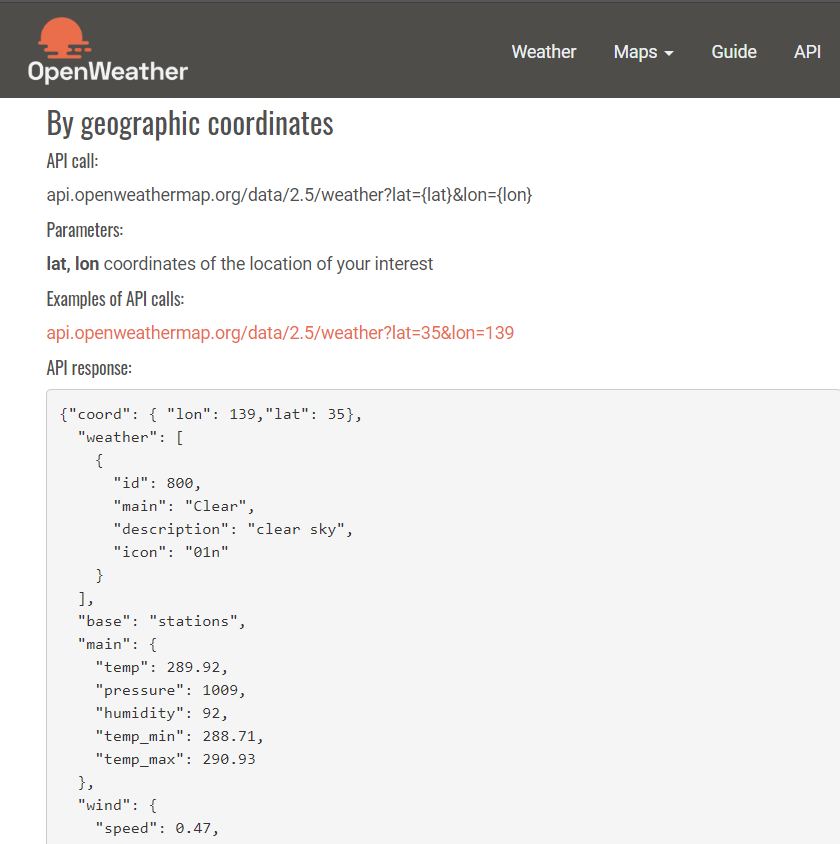 OpenWeather
Weather Maps Guide API
By geographic coordinates
API call:
api.openweathermap.org/data/2.5/weather?lat={lat}&lon={lon}
Parameters:
lat, lon coordinates of the location of your interest
Examples of API calls:
api.openweathermap.org/data/2.5/weather?lat=35&lon=139
API response:
{"coord": { "lon": 139,"lat": 35},
  "weather": [
    {
      "id": 800,
      "main": "Clear",
      "description": "clear sky",
      "icon": "01n"
    }
  ],
  "base": "stations",
  "main": {
    "temp": 289.92,
    "pressure": 1009,
    "humidity": 92,
    "temp_min": 288.71,
    "temp_max": 290.93
  },
  "wind": {
    "speed": 0.47,